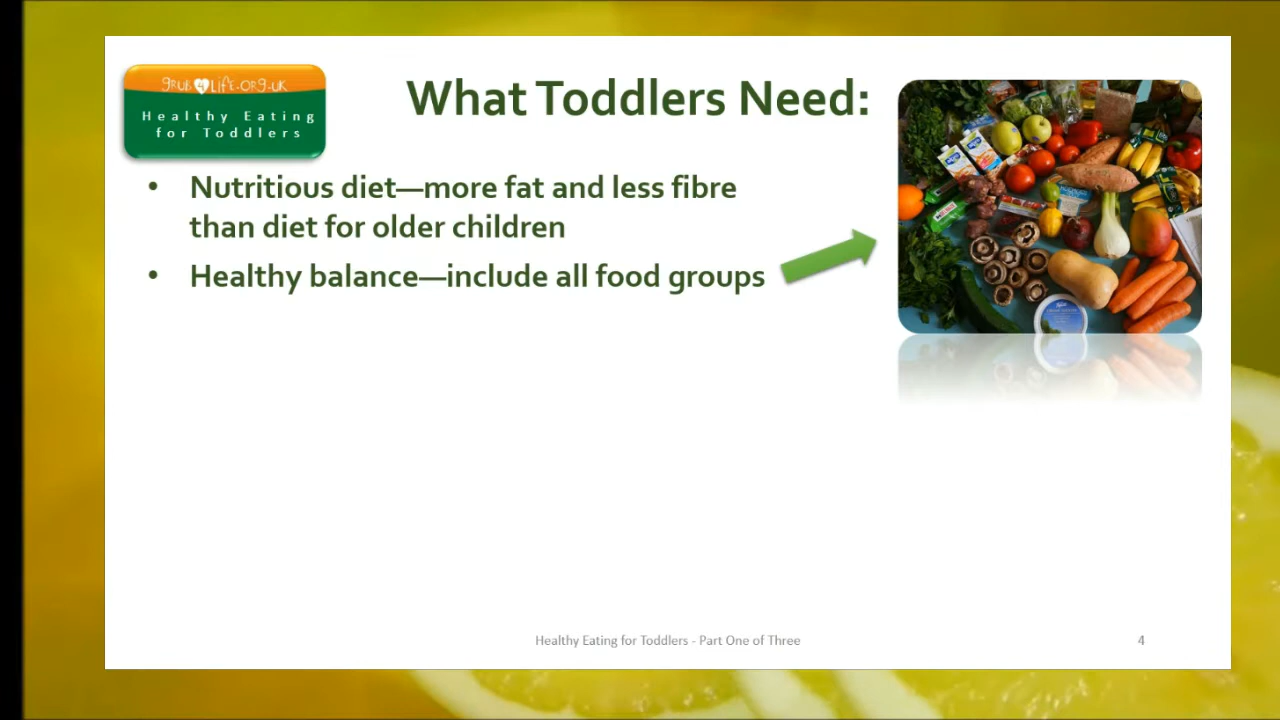 grub4Life.org.uk
Healthy Eating
for Toddlers
What Toddlers Need:
• Nutritious diet—more fat and less fibre
than diet for older children
• Healthy balance—include all food groups
Healthy Eating for Toddlers - Part One of Three
4